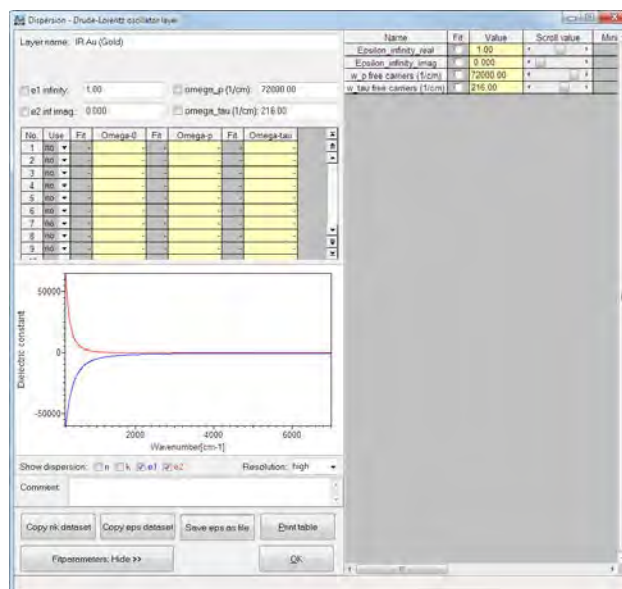 Dispersion - Drude-Lorentz oscillator layer
Layer name: IR Au (Gold)
e1 infinity: 1.00 omega_p (1/cm): 72000.00
e2 inf imag: 0.000 omega_tau (1/cm): 216.00
No. Use Fit Omega-0 Fit Omega-p Fit Omega-tau
1 no - - - - - -
2 no - - - - - -
3 no - - - - - -
4 no - - - - - -
5 no - - - - - -
6 no - - - - - -
7 no - - - - - -
8 no - - - - - -
9 no - - - - - -
Dielectric constant
50000
0
-50000
2000 4000 6000
Wavenumber[cm-1]
Show dispersion: n k e1 e2 Resolution: high
Comment:
Copy nk dataset Copy eps dataset Save eps as file Print table
Fitparameters: Hide >> OK
Name Fit Value Scroll value Mini
Epsilon_infinity_real 1.00
Epsilon_infinity_imag 0.000
w_p free carriers (1/cm) 72000.00
w_tau free carriers (1/cm) 216.00